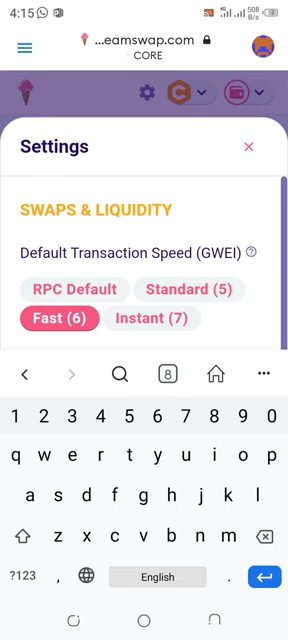 4:15
4G
508
B/s
...eamswap.com
CORE
Settings
SWAPS & LIQUIDITY
Default Transaction Speed (GWEI) ?
RPC Default
Standard (5)
Fast (6)
Instant (7)
8
1 2 3 4 5 6 7 8 9 0
q w e r t y u i o p
a s d f g h j k l
z x c v b n m
?123 , English .